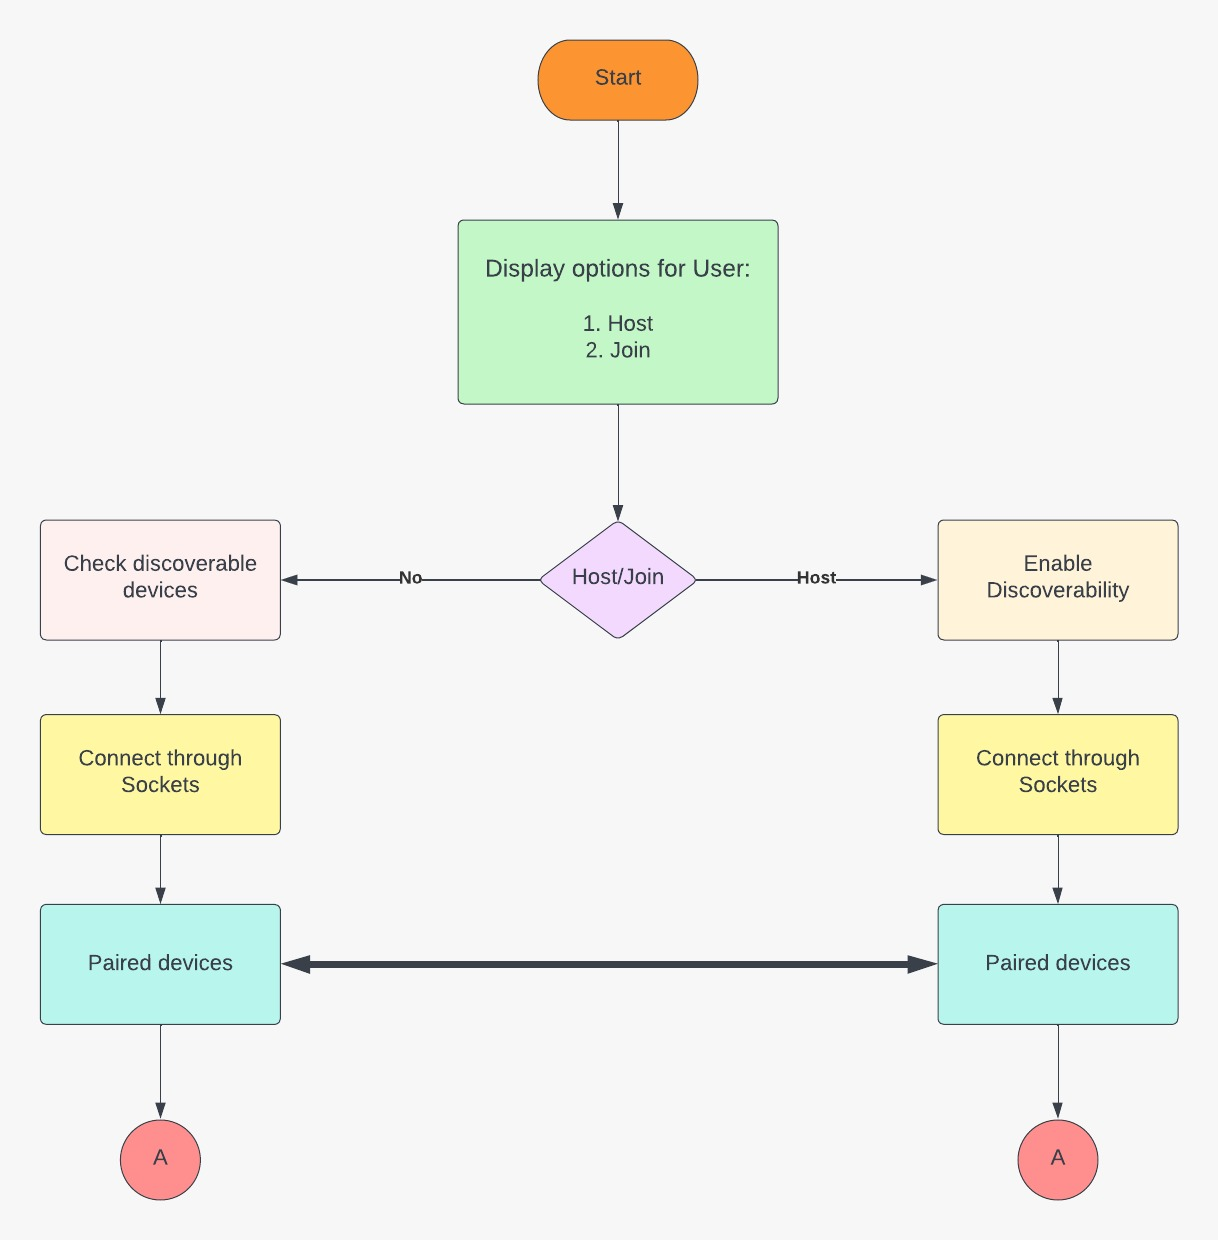 Start
Display options for User:
1. Host
2. Join
Check discoverable
devices
No
Host/Join
Host
Enable
Discoverability
Connect through
Sockets
Connect through
Sockets
Paired devices
Paired devices
A
A